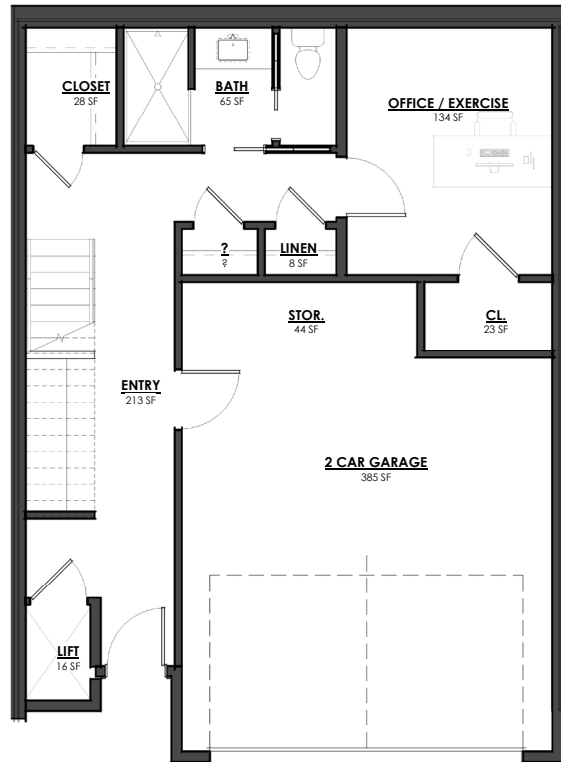 CLOSET
28 SF
BATH
65 SF
OFFICE / EXERCISE
134 SF
?
?
LINEN
8 SF
STOR.
44 SF
CL.
23 SF
ENTRY
213 SF
2 CAR GARAGE
385 SF
LIFT
16 SF